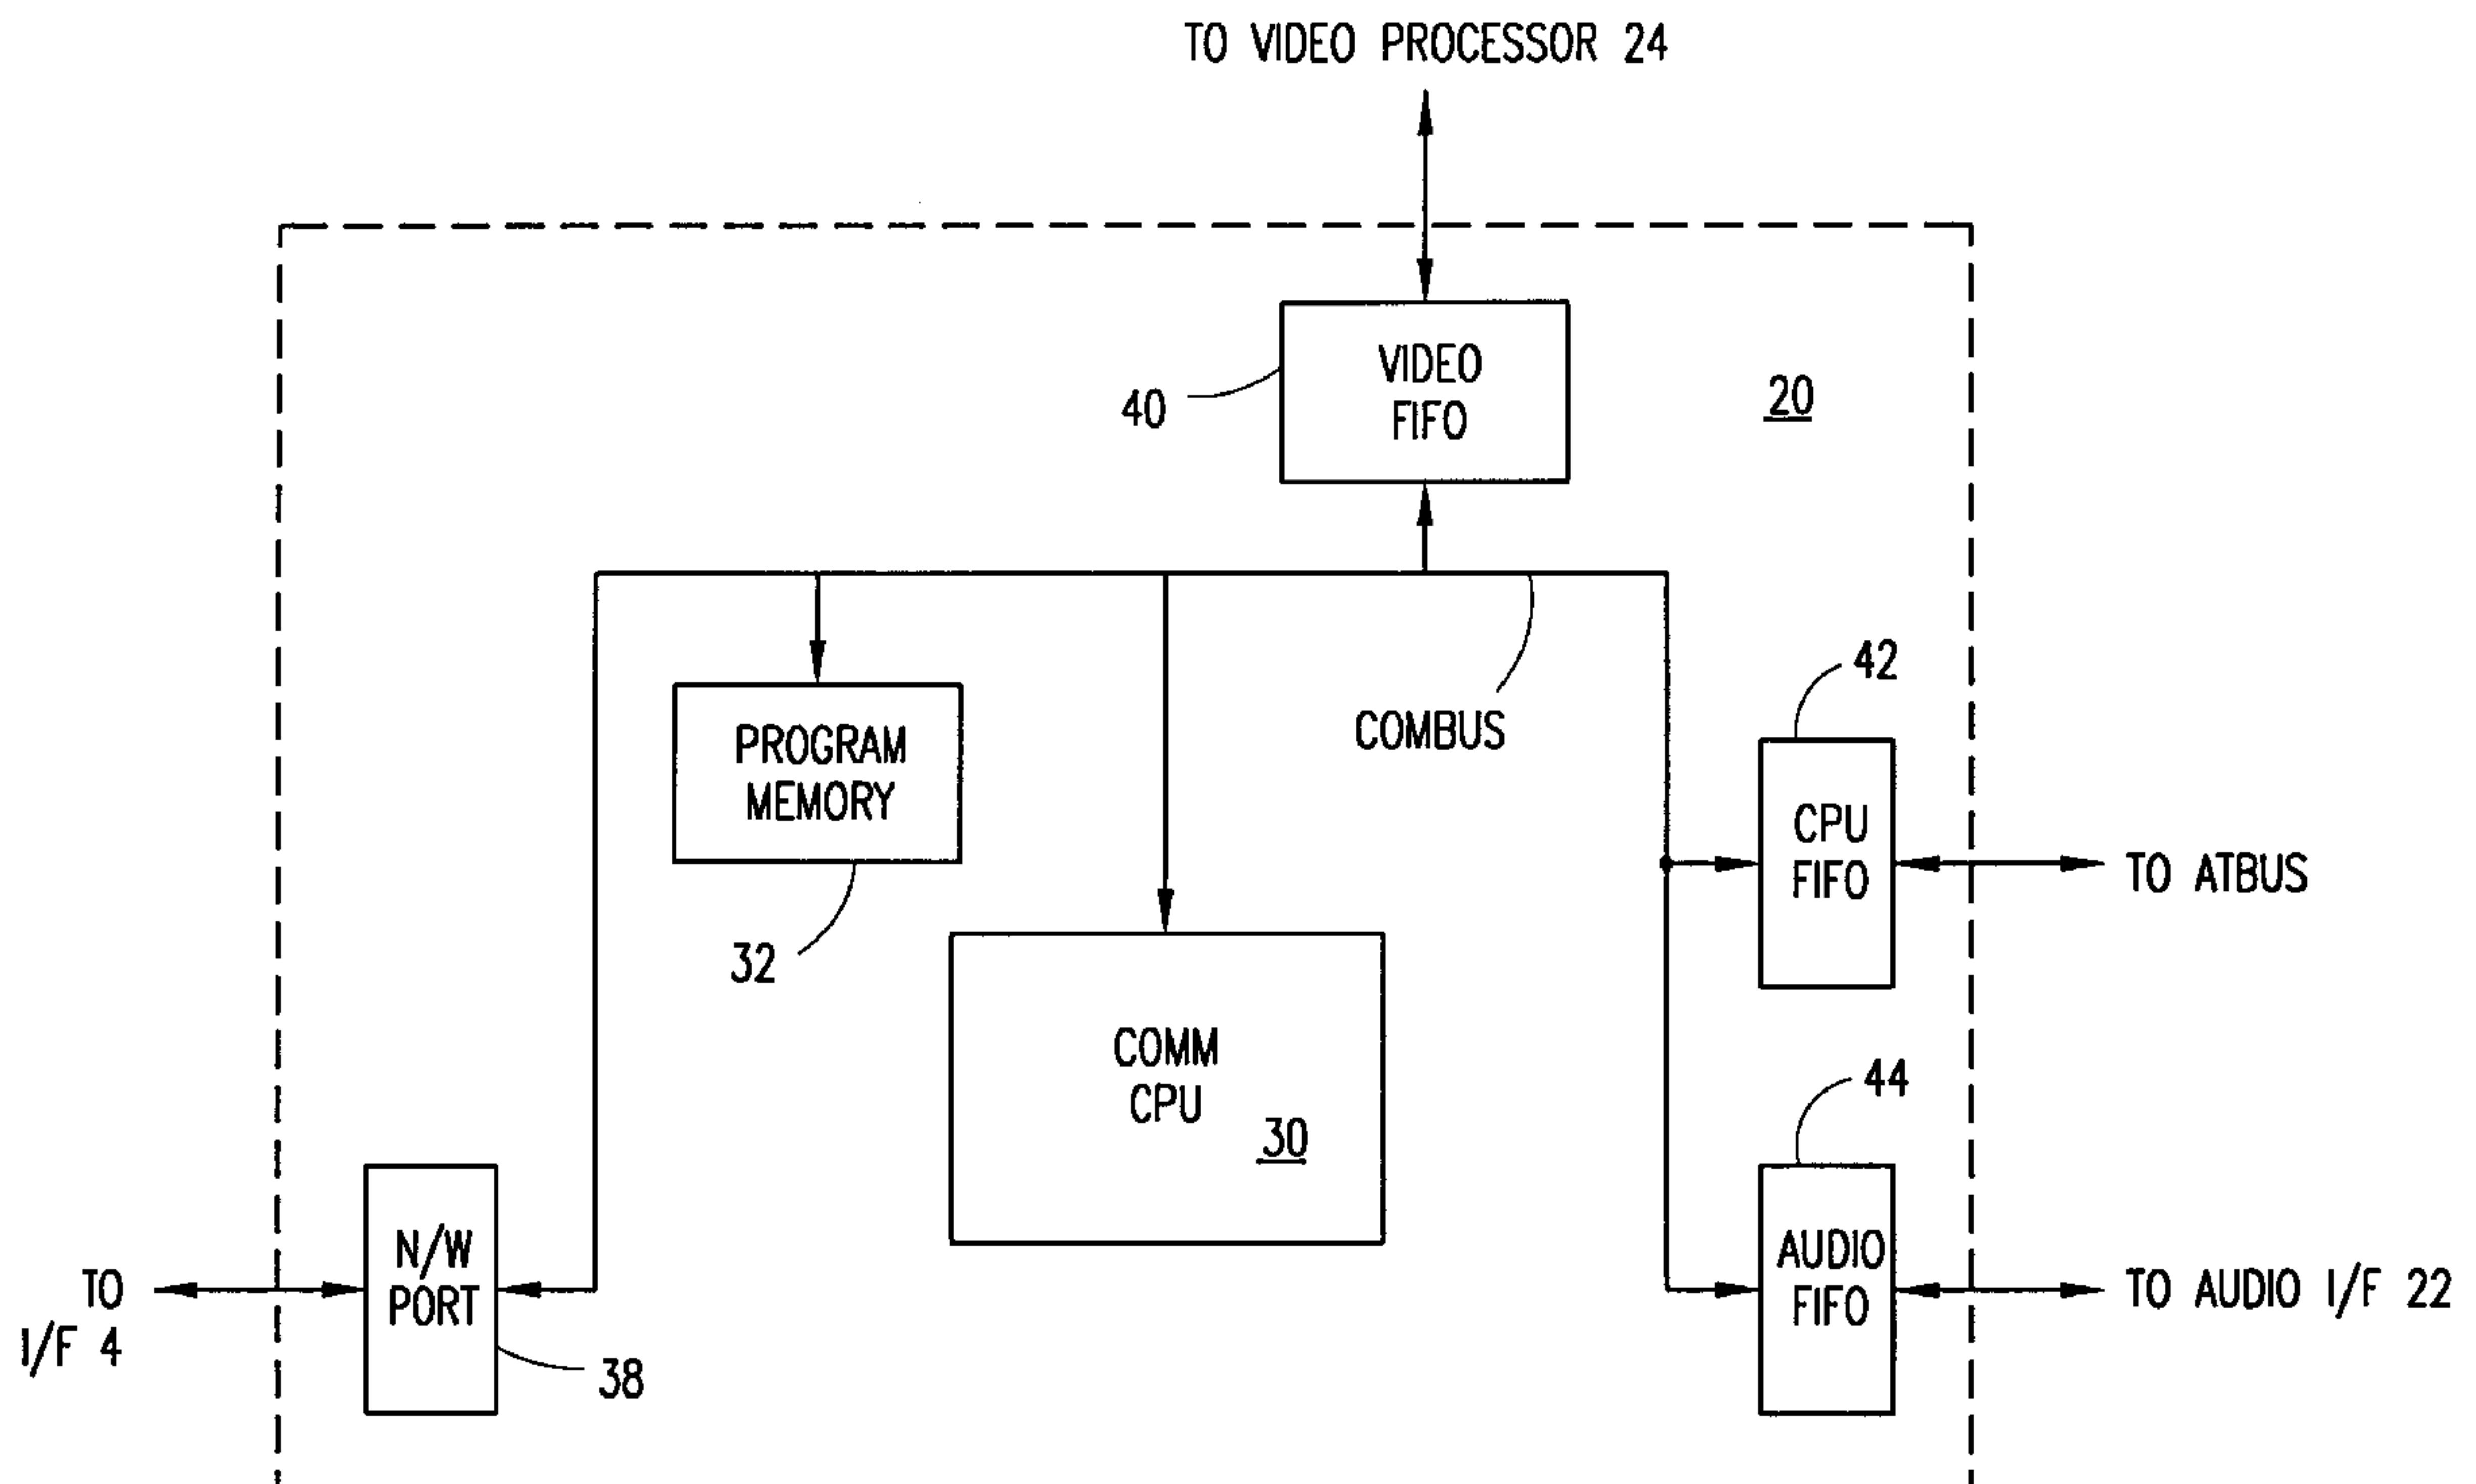 TO VIDEO PROCESSOR 24
VIDEO
FIFO
40
20
PROGRAM
MEMORY
32
COMBUS
42
CPU
FIFO
TO ATBUS
COMM
CPU
30
44
N/W
PORT
38
TO
I/F 4
AUDIO
FIFO
TO AUDIO I/F 22